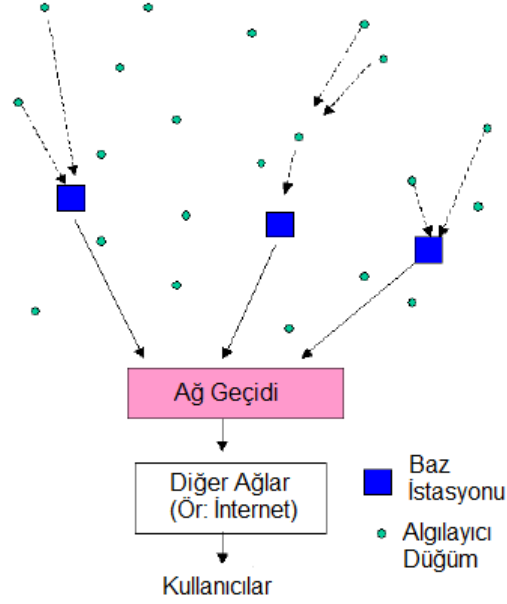 Ağ Geçidi
Diğer Ağlar
(Ör: İnternet)
Kullanıcılar
Baz
İstasyonu
Algılayıcı
Düğüm